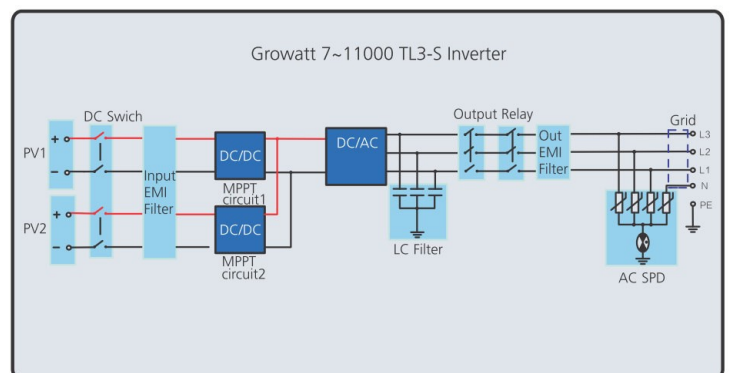 Growatt 7~11000 TL3-S Inverter
DC Swich
Output Relay
Grid
PV1
+
−
Input
EMI
Filter
DC/DC
MPPT
circuit1
DC/AC
Out
EMI
Filter
L3
L2
L1
N
PE
PV2
+
−
DC/DC
MPPT
circuit2
LC Filter
AC SPD